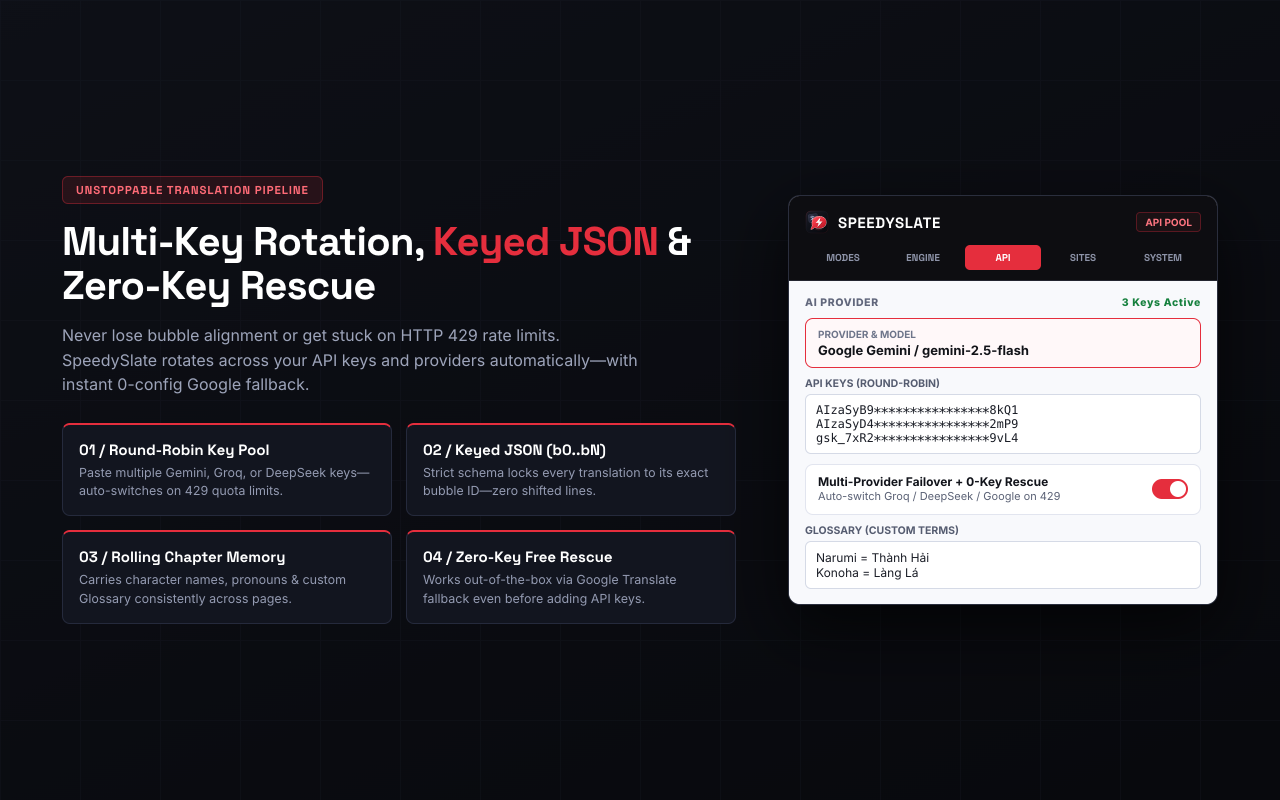 UNSTOPPABLE TRANSLATION PIPELINE
Multi-Key Rotation, Keyed JSON &
Zero-Key Rescue
Never lose bubble alignment or get stuck on HTTP 429 rate limits.
SpeedySlate rotates across your API keys and providers automatically—with
instant 0-config Google fallback.
01 / Round-Robin Key Pool
Paste multiple Gemini, Groq, or DeepSeek keys—
auto-switches on 429 quota limits.
02 / Keyed JSON (b0..bN)
Strict schema locks every translation to its exact
bubble ID—zero shifted lines.
03 / Rolling Chapter Memory
Carries character names, pronouns & custom
Glossary consistently across pages.
04 / Zero-Key Free Rescue
Works out-of-the-box via Google Translate
fallback even before adding API keys.
SPEEDYSLATE
API POOL
MODES ENGINE API SITES SYSTEM
AI PROVIDER 3 Keys Active
PROVIDER & MODEL
Google Gemini / gemini-2.5-flash
API KEYS (ROUND-ROBIN)
AIzaSyB9****************8kQ1
AIzaSyD4****************2mP9
gsk_7xR2****************9vL4
Multi-Provider Failover + 0-Key Rescue
Auto-switch Groq / DeepSeek / Google on 429
GLOSSARY (CUSTOM TERMS)
Narumi = Thành Hải
Konoha = Làng Lá